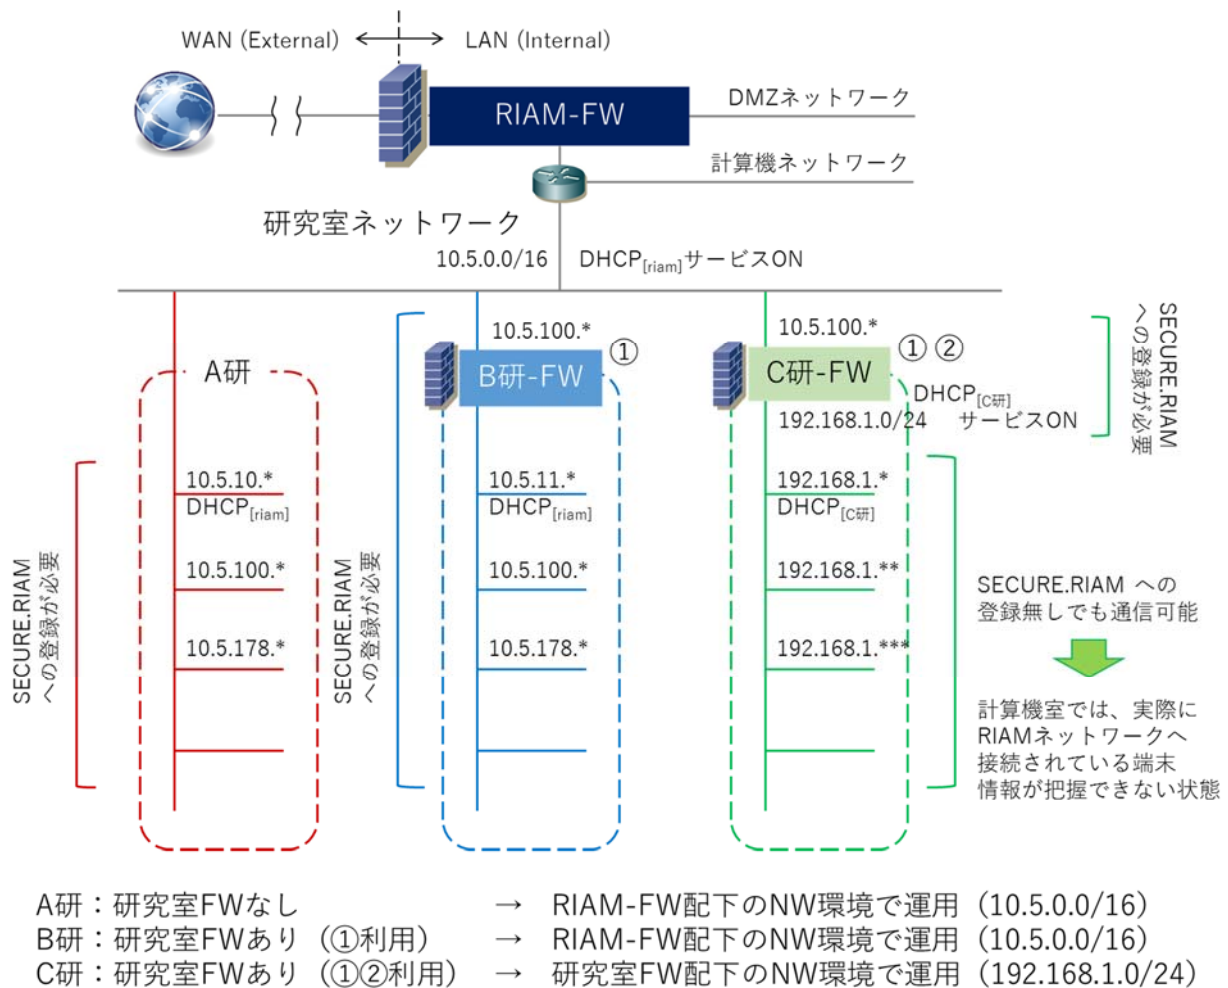 WAN (External)
LAN (Internal)
RIAM-FW
DMZネットワーク
計算機ネットワーク
研究室ネットワーク
10.5.0.0/16
DHCP[riam]サービスON
A研
10.5.10.*
DHCP[riam]
10.5.100.*
10.5.178.*
SECURE.RIAM
への登録が必要
10.5.100.*
①
B研-FW
10.5.11.*
DHCP[riam]
10.5.100.*
10.5.178.*
SECURE.RIAM
への登録が必要
10.5.100.*
① ②
C研-FW
DHCP[C研]
192.168.1.0/24 サービスON
192.168.1.*
DHCP[C研]
192.168.1.**
192.168.1.***
SECURE.RIAM
への登録が必要
SECURE.RIAM への
登録無しでも通信可能
計算機室では、実際に
RIAMネットワークへ
接続されている端末
情報が把握できない状態
A研：研究室FWなし → RIAM-FW配下のNW環境で運用（10.5.0.0/16）
B研：研究室FWあり（①利用） → RIAM-FW配下のNW環境で運用（10.5.0.0/16）
C研：研究室FWあり（①②利用） → 研究室FW配下のNW環境で運用（192.168.1.0/24）